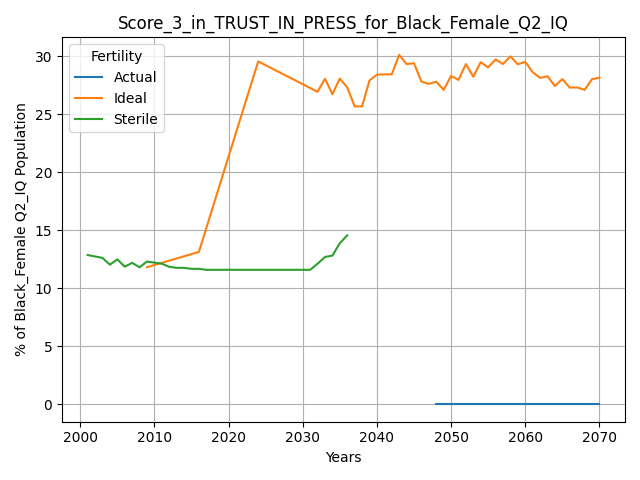 Score_3_in_TRUST_IN_PRESS_for_Black_Female_Q2_IQ
Fertility
Actual
Ideal
Sterile
% of Black_Female Q2_IQ Population
30
25
20
15
10
5
0
2000 2010 2020 2030 2040 2050 2060 2070
Years